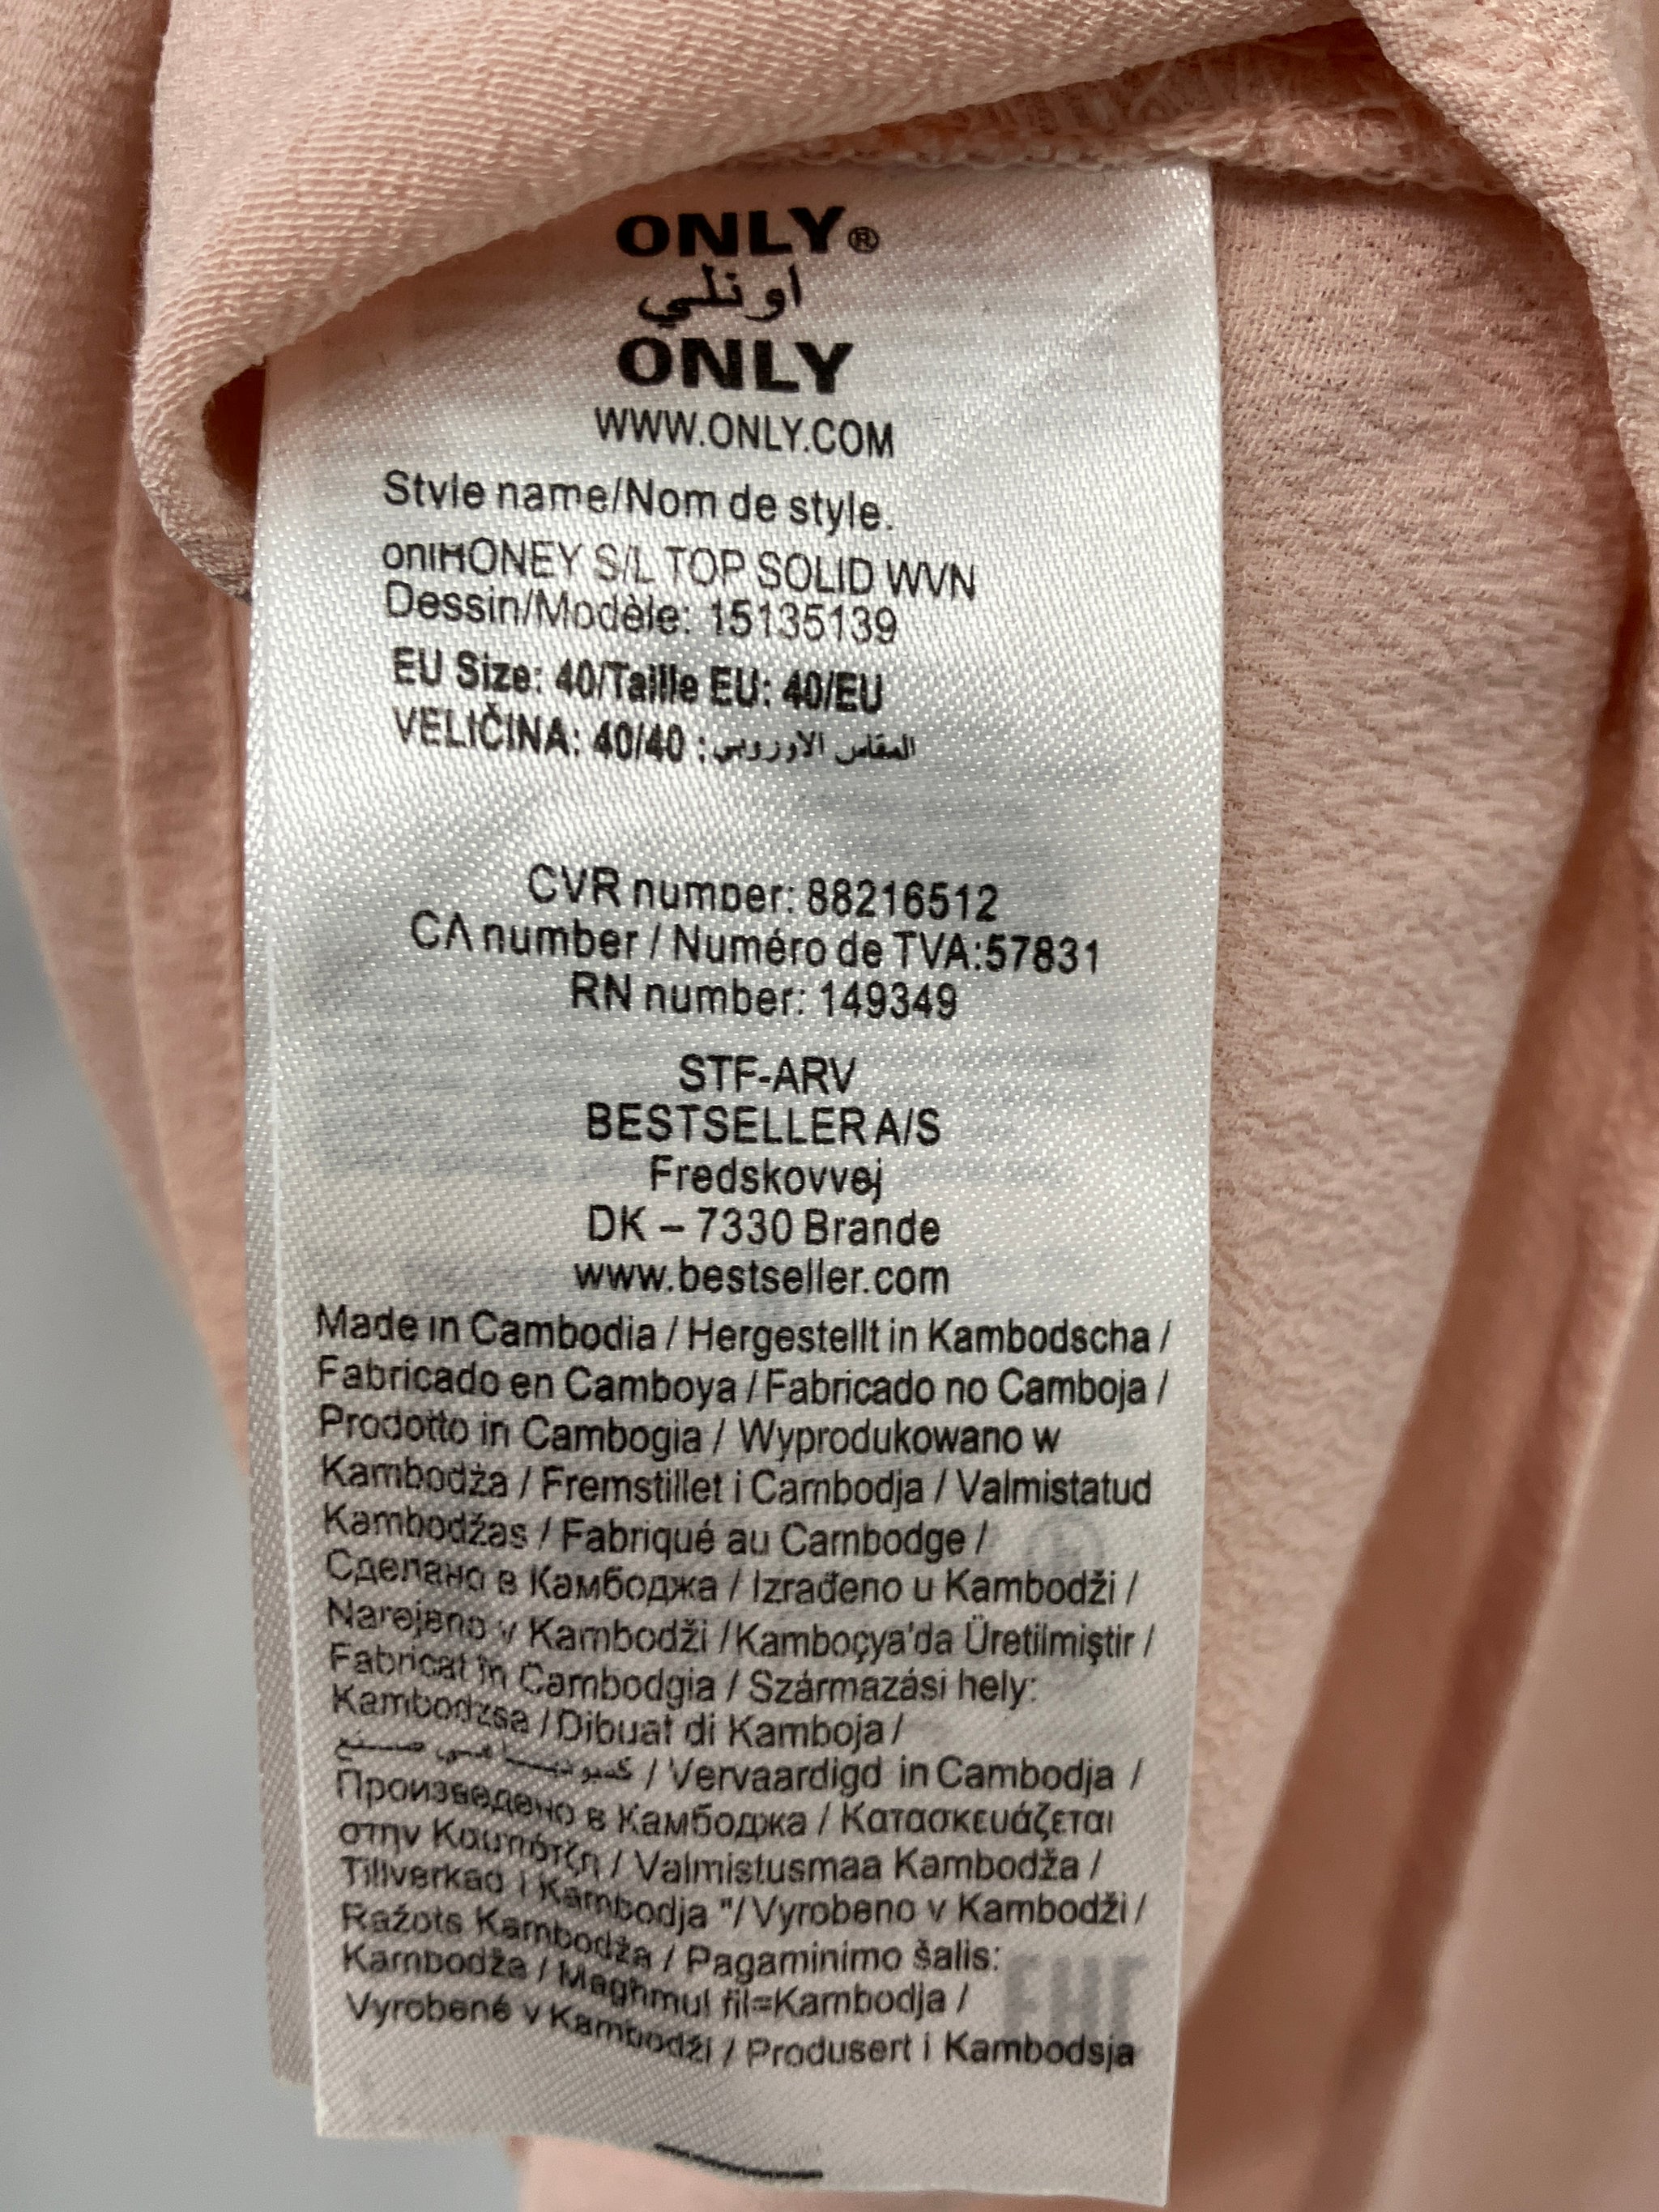 ONLY®
اونلي
ONLY
WWW.ONLY.COM
Style name/Nom de style.
onlHONEY S/L TOP SOLID WVN
Dessin/Modèle: 15135139
EU Size: 40/Taille EU: 40/EU
VELIČINA: 40/40 : المقاس الاوروبي
CVR number: 88216512
CA number / Numéro de TVA:57831
RN number: 149349
STF-ARV
BESTSELLER A/S
Fredskovvej
DK – 7330 Brande
www.bestseller.com
Made in Cambodia / Hergestellt in Kambodscha /
Fabricado en Camboya / Fabricado no Camboja /
Prodotto in Cambogia / Wyprodukowano w
Kambodża / Fremstillet i Cambodja / Valmistatud
Kambodžas / Fabriqué au Cambodge /
Сделано в Камбоджа / Izrađeno u Kambodži /
Narejeno v Kambodži /Kamboçya'da Üretilmiştir /
Fabricat în Cambodgia / Származási hely:
Kambodzsa / Dibuat di Kamboja /
صنع في كمبوديا / Vervaardigd in Cambodja /
Произведено в Камбоджа / Κατασκευάζεται
στην Καμπότζη / Valmistusmaa Kambodža /
Tillverkad i Kambodja "/ Vyrobeno v Kambodži /
Ražots Kambodža / Pagaminimo šalis:
Kambodža / Maghmul fil=Kambodja /
Vyrobené v Kambodži / Produsert i Kambodsja